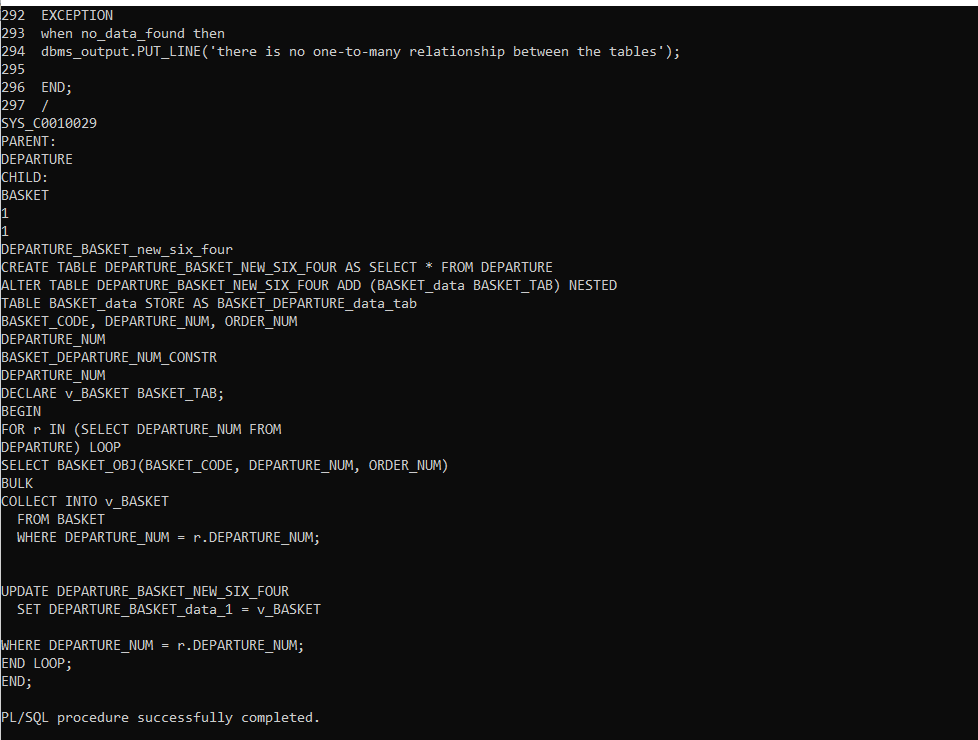 292  EXCEPTION
293  when no_data_found then
294  dbms_output.PUT_LINE('there is no one-to-many relationship between the tables');
295
296  END;
297  /
SYS_C0010029
PARENT:
DEPARTURE
CHILD:
BASKET
1
1
DEPARTURE_BASKET_new_six_four
CREATE TABLE DEPARTURE_BASKET_NEW_SIX_FOUR AS SELECT * FROM DEPARTURE
ALTER TABLE DEPARTURE_BASKET_NEW_SIX_FOUR ADD (BASKET_data BASKET_TAB) NESTED
TABLE BASKET_data STORE AS BASKET_DEPARTURE_data_tab
BASKET_CODE, DEPARTURE_NUM, ORDER_NUM
DEPARTURE_NUM
BASKET_DEPARTURE_NUM_CONSTR
DEPARTURE_NUM
DECLARE v_BASKET BASKET_TAB;
BEGIN
FOR r IN (SELECT DEPARTURE_NUM FROM
DEPARTURE) LOOP
SELECT BASKET_OBJ(BASKET_CODE, DEPARTURE_NUM, ORDER_NUM)
BULK
COLLECT INTO v_BASKET
  FROM BASKET
  WHERE DEPARTURE_NUM = r.DEPARTURE_NUM;
UPDATE DEPARTURE_BASKET_NEW_SIX_FOUR
  SET DEPARTURE_BASKET_data_1 = v_BASKET
WHERE DEPARTURE_NUM = r.DEPARTURE_NUM;
END LOOP;
END;
PL/SQL procedure successfully completed.